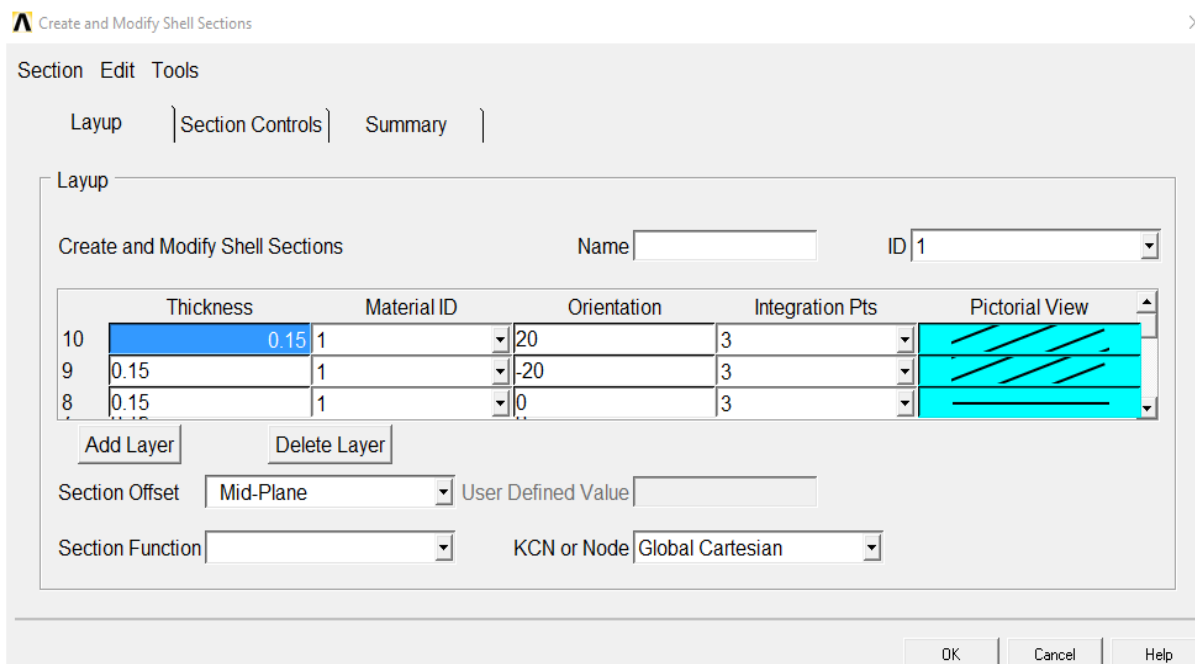 Create and Modify Shell Sections
Section Edit Tools
Layup Section Controls Summary
Layup
Create and Modify Shell Sections Name ID 1
Thickness Material ID Orientation Integration Pts Pictorial View
10 0.15 1 20 3
9 0.15 1 -20 3
8 0.15 1 0 3
Add Layer Delete Layer
Section Offset Mid-Plane User Defined Value
Section Function KCN or Node Global Cartesian
OK Cancel Help